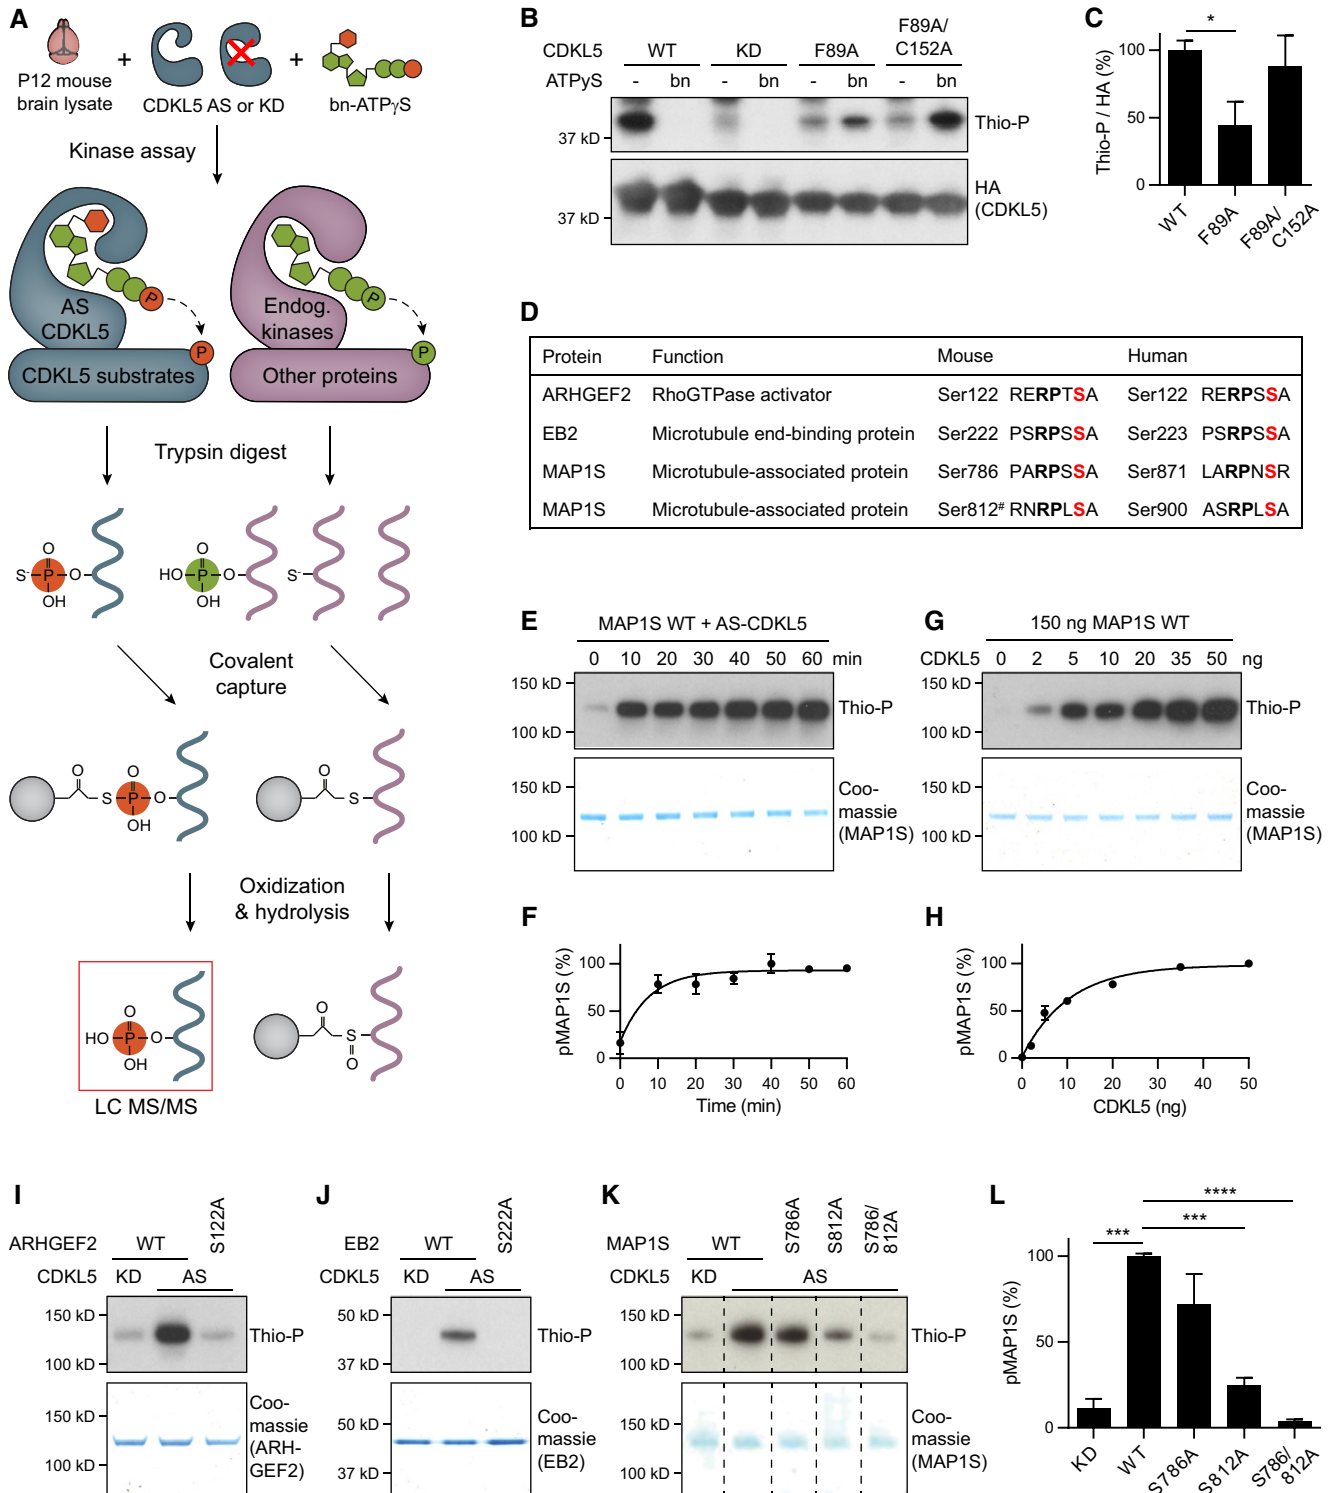 A
P12 mouse
brain lysate
+
CDKL5 AS or KD
+
bn-ATPγS
Kinase assay
AS
CDKL5
P
P
CDKL5 substrates
Endog.
kinases
P
P
Other proteins
Trypsin digest
S- P O O OH
HO P O O OH
S-
Covalent
capture
O S P O O OH
O S
Oxidization
& hydrolysis
HO P O O OH
O S O
LC MS/MS
B
CDKL5 WT KD F89A F89A/
C152A
ATPyS - bn - bn - bn - bn
37 kD
Thio-P
37 kD
HA
(CDKL5)
C
Thio-P / HA (%)
100
50
0
*
WT
F89A
F89A/
C152A
D
Protein Function Mouse Human
ARHGEF2 RhoGTPase activator Ser122 RERPTSA Ser122 RERPSSA
EB2 Microtubule end-binding protein Ser222 PSRPSSA Ser223 PSRPSSA
MAP1S Microtubule-associated protein Ser786 PARPSSA Ser871 LARPNSR
MAP1S Microtubule-associated protein Ser812# RNRPLSA Ser900 ASRPLSA
E
MAP1S WT + AS-CDKL5
0 10 20 30 40 50 60 min
150 kD
100 kD
Thio-P
150 kD
100 kD
Coo-
massie
(MAP1S)
G
150 ng MAP1S WT
CDKL5 0 2 5 10 20 35 50 ng
150 kD
100 kD
Thio-P
150 kD
100 kD
Coo-
massie
(MAP1S)
F
pMAP1S (%)
100
50
0
0 10 20 30 40 50 60
Time (min)
H
pMAP1S (%)
100
50
0
0 10 20 30 40 50
CDKL5 (ng)
I
ARHGEF2 WT S122A
CDKL5 KD AS
150 kD
100 kD
Thio-P
150 kD
100 kD
Coo-
massie
(ARH-
GEF2)
J
EB2 WT S222A
CDKL5 KD AS
50 kD
37 kD
Thio-P
50 kD
37 kD
Coo-
massie
(EB2)
K
MAP1S WT S786A S812A S786/
812A
CDKL5 KD AS
150 kD
100 kD
Thio-P
150 kD
100 kD
Coo-
massie
(MAP1S)
L
pMAP1S (%)
100
50
0
****
***
***
KD
WT
S786A
S812A
S786/
812A